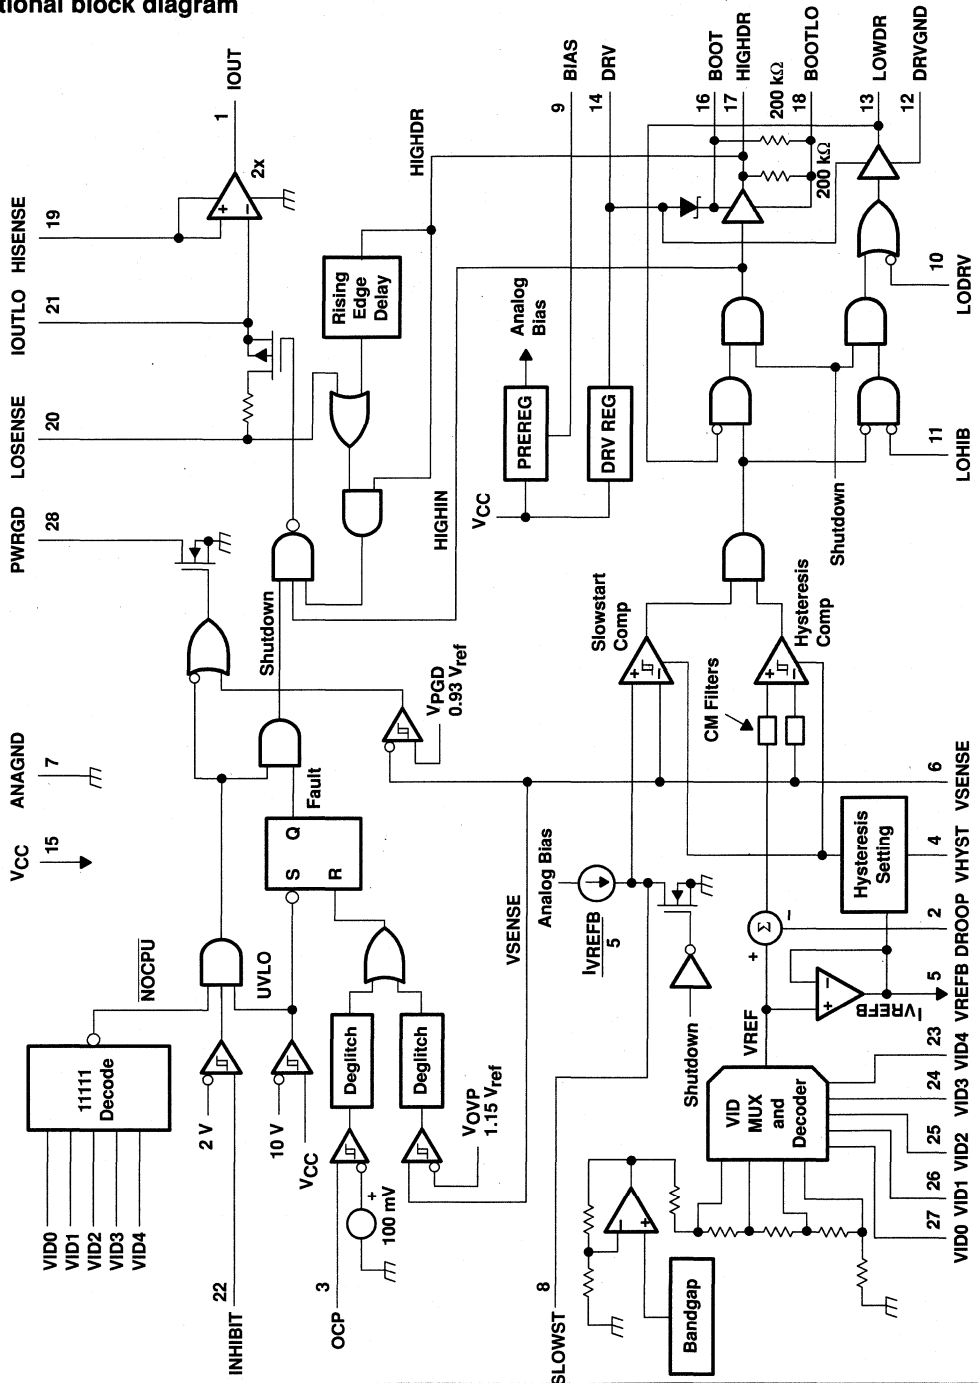 tional block diagram
IOUT
1
2x
+
−
HISENSE
19
IOUTLO
21
LOSENSE
20
PWRGD
28
ANAGND
7
VCC
15
Rising
Edge
Delay
HIGHDR
HIGHIN
Shutdown
VPGD
0.93 Vref
Fault
S
Q
R
NOCPU
UVLO
11111
Decode
VID0
VID1
VID2
VID3
VID4
2 V
10 V
VCC
INHIBIT
22
OCP
3
+
100 mV
Deglitch
Deglitch
VOVP
1.15 Vref
VSENSE
BIAS
9
DRV
14
BOOT
16
HIGHDR
17
200 kΩ
BOOTLO
18
200 kΩ
LOWDR
13
DRVGND
12
LODRV
10
LOHIB
11
Analog
Bias
PREREG
DRV REG
VCC
Shutdown
Slowstart
Comp
+
−
Hysteresis
Comp
+
−
CM Filters
VSENSE
6
VHYST
4
Hysteresis
Setting
DROOP
2
VREFB
5
IVREFB
Analog Bias
IVREFB
5
Shutdown
Σ
+
−
VREF
−
+
VID
MUX
and
Decoder
23
VID4
24
VID3
25
VID2
26
VID1
27
VID0
SLOWST
8
−
+
Bandgap